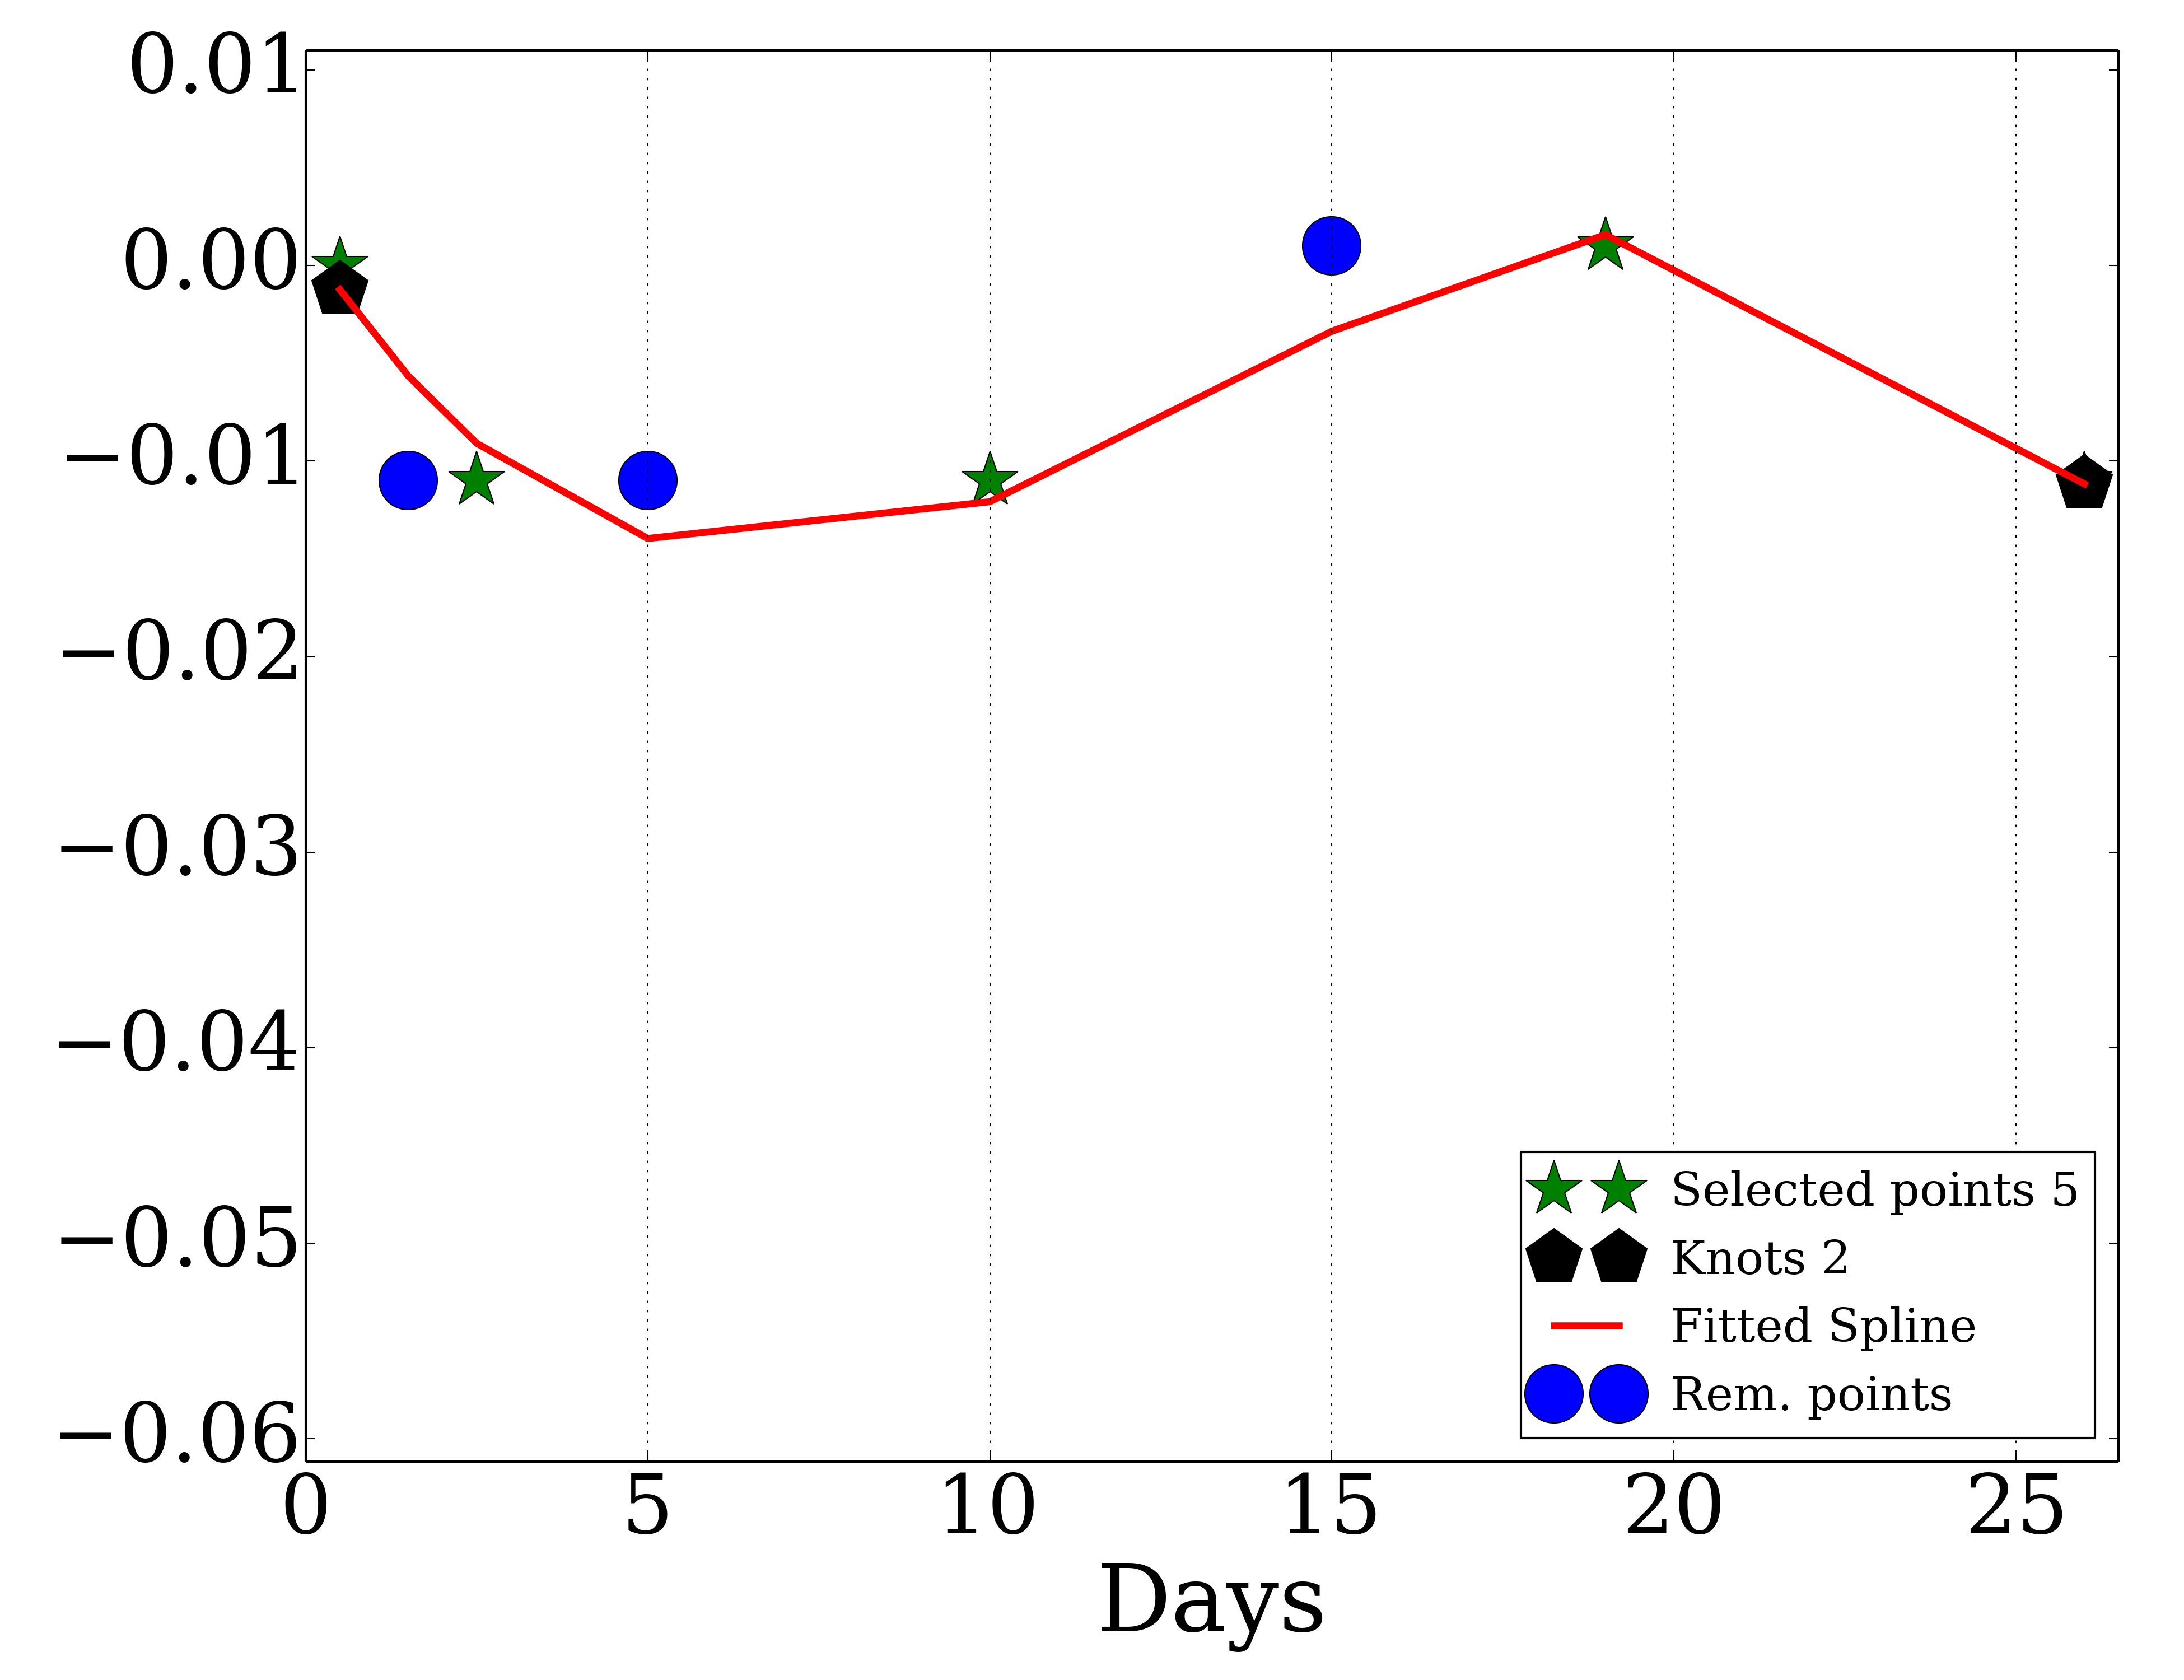 0.01
0.00
−0.01
−0.02
−0.03
−0.04
−0.05
−0.06
Selected points 5
Knots 2
Fitted Spline
Rem. points
0 5 10 15 20 25
Days